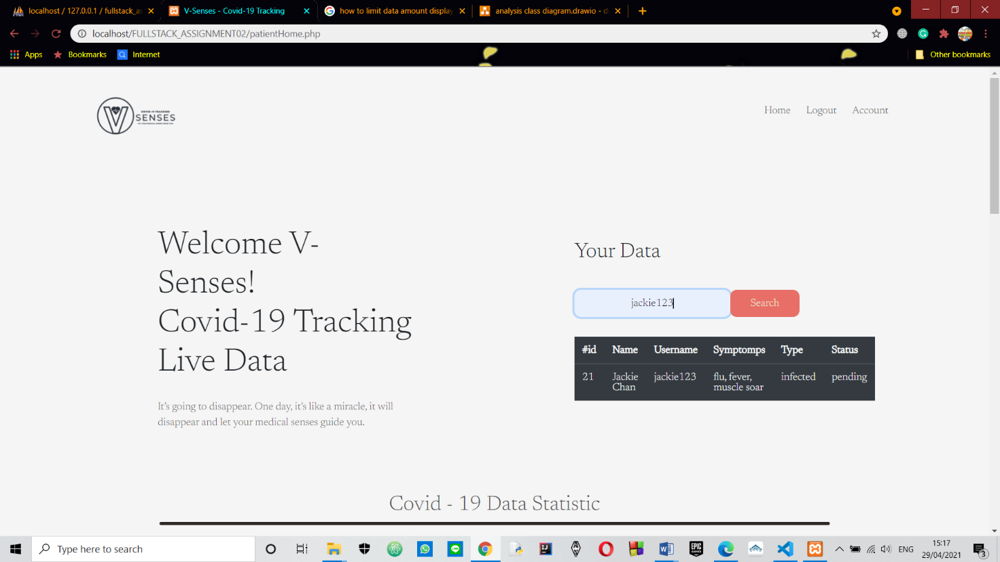 localhost / 127.0.0.1 / fullstack_as
V-Senses - Covid-19 Tracking
how to limit data amount display
analysis class diagram.drawio - d
localhost/FULLSTACK_ASSIGNMENT02/patientHome.php
Apps
Bookmarks
Internet
Other bookmarks
COVID-19 TRACKING
SENSES
Home
Logout
Account
Welcome V-
Senses!
Covid-19 Tracking
Live Data
It's going to disappear. One day, it's like a miracle, it will
disappear and let your medical senses guide you.
Your Data
jackie123
Search
#id Name Username Symptomps Type Status
21 Jackie jackie123 flu, fever, infected pending
Chan muscle soar
Covid - 19 Data Statistic
Type here to search
ENG
15:17
29/04/2021
3